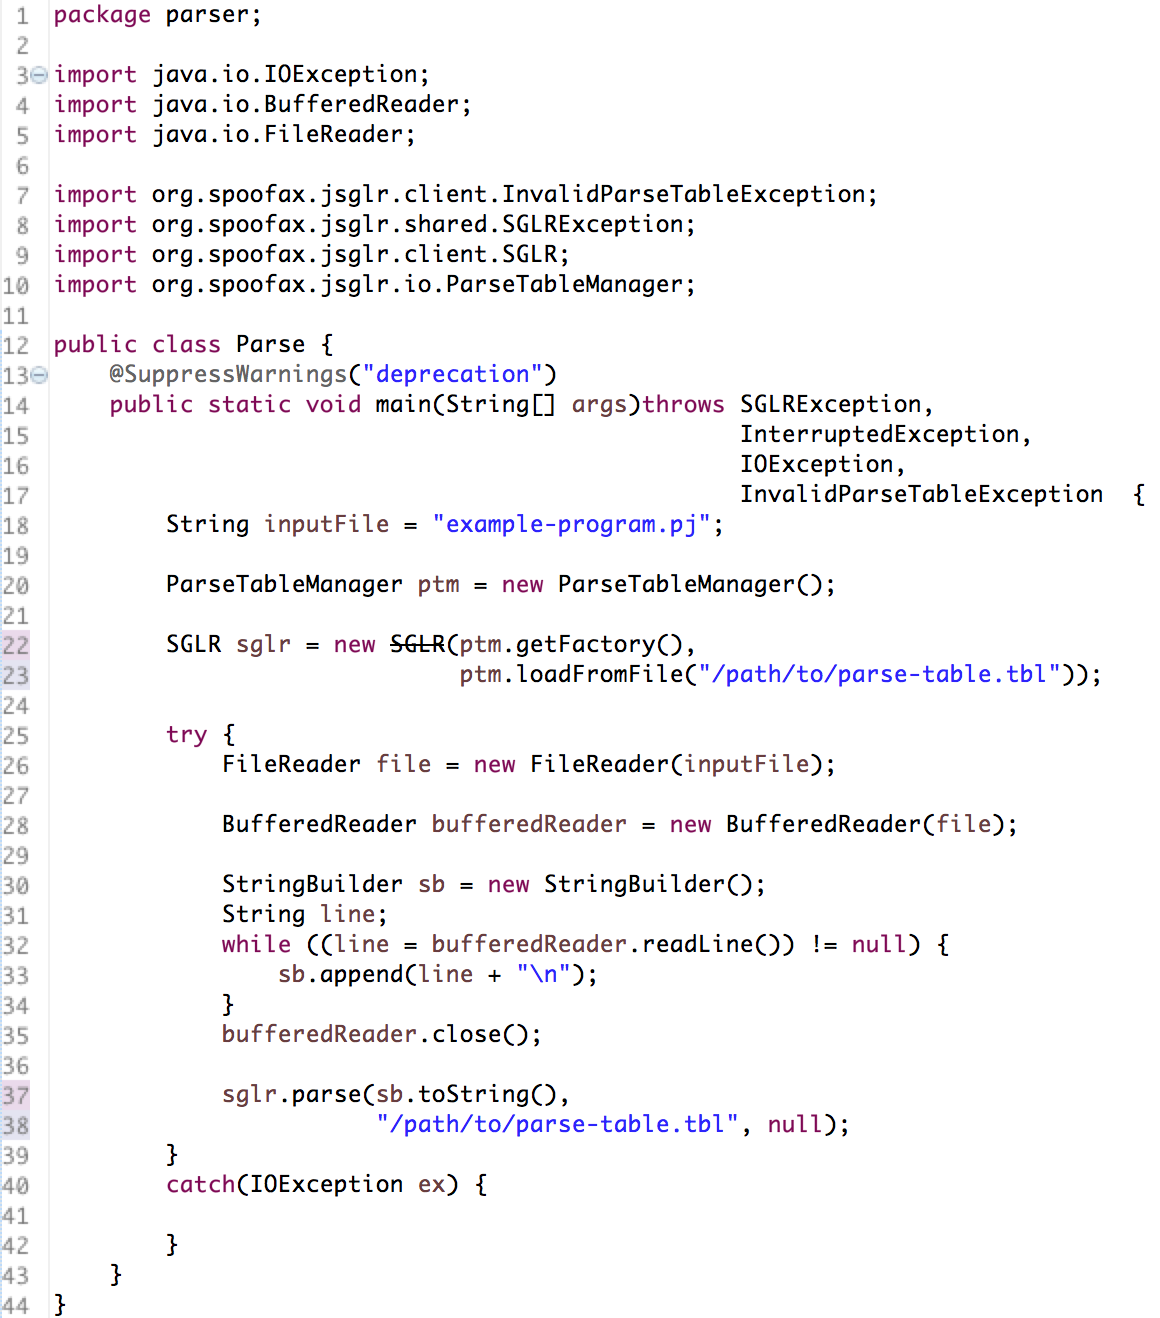 1 package parser;
2
3 import java.io.IOException;
4 import java.io.BufferedReader;
5 import java.io.FileReader;
6
7 import org.spoofax.jsglr.client.InvalidParseTableException;
8 import org.spoofax.jsglr.shared.SGLRException;
9 import org.spoofax.jsglr.client.SGLR;
10 import org.spoofax.jsglr.io.ParseTableManager;
11
12 public class Parse {
13     @SuppressWarnings("deprecation")
14     public static void main(String[] args)throws SGLRException,
15                                                  InterruptedException,
16                                                  IOException,
17                                                  InvalidParseTableException  {
18         String inputFile = "example-program.pj";
19
20         ParseTableManager ptm = new ParseTableManager();
21
22         SGLR sglr = new SGLR(ptm.getFactory(),
23                              ptm.loadFromFile("/path/to/parse-table.tbl"));
24
25         try {
26             FileReader file = new FileReader(inputFile);
27
28             BufferedReader bufferedReader = new BufferedReader(file);
29
30             StringBuilder sb = new StringBuilder();
31             String line;
32             while ((line = bufferedReader.readLine()) != null) {
33                 sb.append(line + "\n");
34             }
35             bufferedReader.close();
36
37             sglr.parse(sb.toString(),
38                        "/path/to/parse-table.tbl", null);
39         }
40         catch(IOException ex) {
41
42         }
43     }
44 }